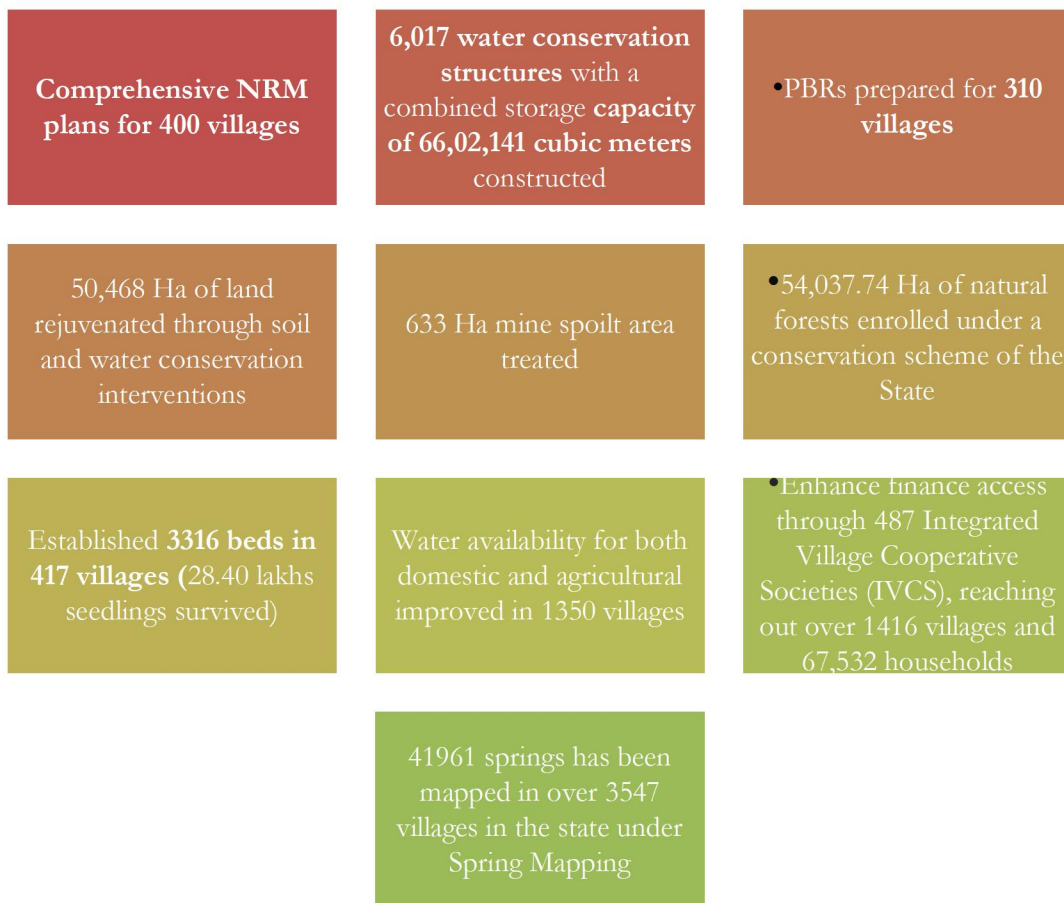 Comprehensive NRM
plans for 400 villages
6,017 water conservation
structures with a
combined storage capacity
of 66,02,141 cubic meters
constructed
•PBRs prepared for 310
villages
50,468 Ha of land
rejuvenated through soil
and water conservation
interventions
633 Ha mine spoilt area
treated
•54,037.74 Ha of natural
forests enrolled under a
conservation scheme of the
State
Established 3316 beds in
417 villages (28.40 lakhs
seedlings survived)
Water availability for both
domestic and agricultural
improved in 1350 villages
•Enhance finance access
through 487 Integrated
Village Cooperative
Societies (IVCS), reaching
out over 1416 villages and
67,532 households
41961 springs has been
mapped in over 3547
villages in the state under
Spring Mapping